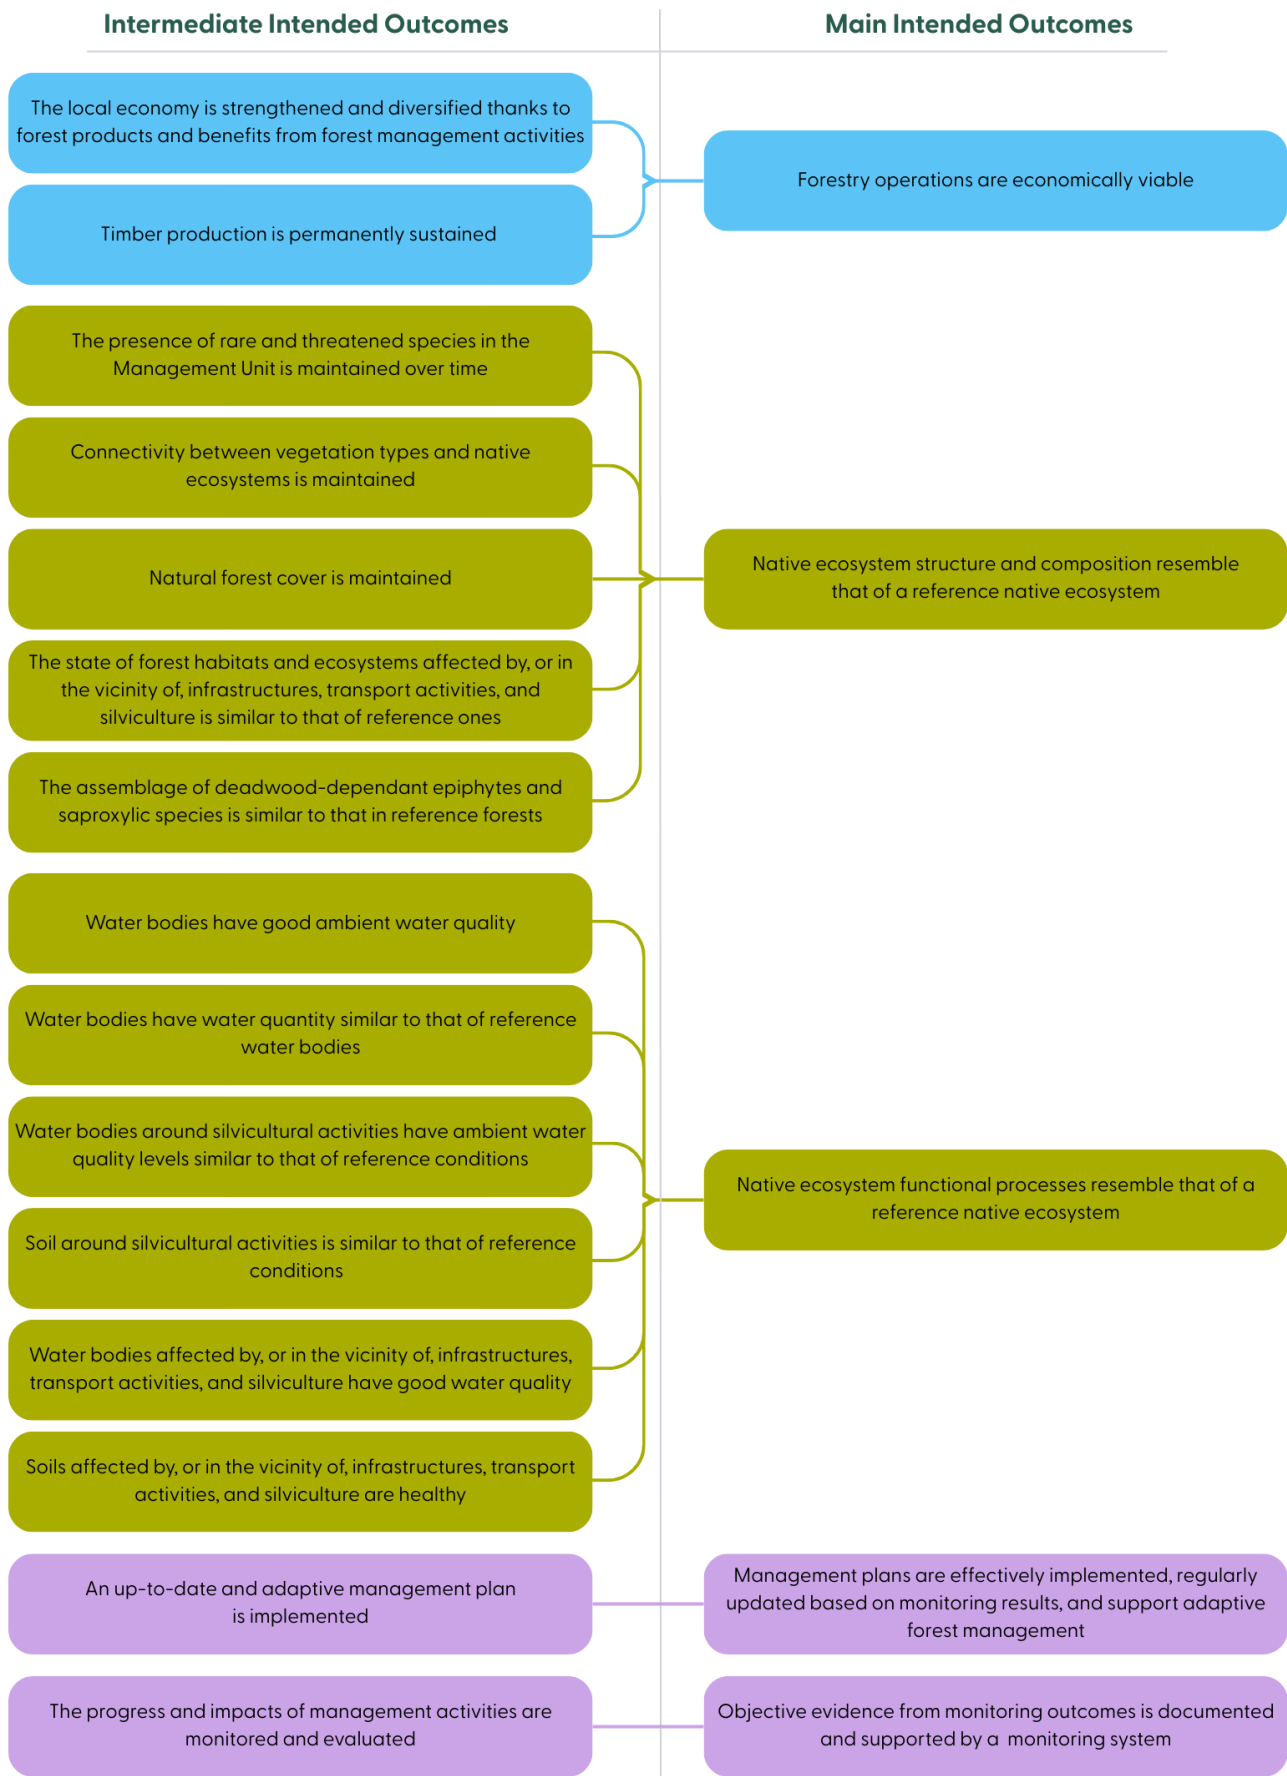 Intermediate Intended Outcomes
Main Intended Outcomes
The local economy is strengthened and diversified thanks to
forest products and benefits from forest management activities
Timber production is permanently sustained
Forestry operations are economically viable
The presence of rare and threatened species in the
Management Unit is maintained over time
Connectivity between vegetation types and native
ecosystems is maintained
Natural forest cover is maintained
The state of forest habitats and ecosystems affected by, or in
the vicinity of, infrastructures, transport activities, and
silviculture is similar to that of reference ones
The assemblage of deadwood-dependant epiphytes and
saproxylic species is similar to that in reference forests
Native ecosystem structure and composition resemble
that of a reference native ecosystem
Water bodies have good ambient water quality
Water bodies have water quantity similar to that of reference
water bodies
Water bodies around silvicultural activities have ambient water
quality levels similar to that of reference conditions
Soil around silvicultural activities is similar to that of reference
conditions
Water bodies affected by, or in the vicinity of, infrastructures,
transport activities, and silviculture have good water quality
Soils affected by, or in the vicinity of, infrastructures, transport
activities, and silviculture are healthy
Native ecosystem functional processes resemble that of a
reference native ecosystem
An up-to-date and adaptive management plan
is implemented
Management plans are effectively implemented, regularly
updated based on monitoring results, and support adaptive
forest management
The progress and impacts of management activities are
monitored and evaluated
Objective evidence from monitoring outcomes is documented
and supported by a monitoring system